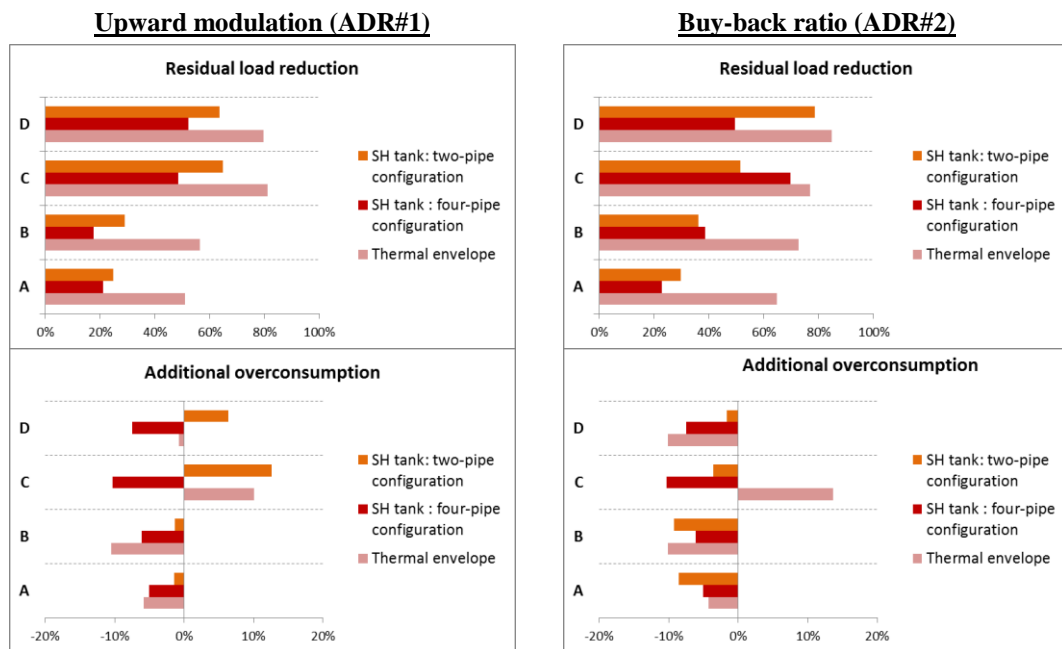 Upward modulation (ADR#1)
Residual load reduction
D
C
B
A
0% 20% 40% 60% 80% 100%
SH tank: two-pipe
configuration
SH tank : four-pipe
configuration
Thermal envelope
Additional overconsumption
D
C
B
A
-20% -10% 0% 10% 20%
SH tank: two-pipe
configuration
SH tank : four-pipe
configuration
Thermal envelope
Buy-back ratio (ADR#2)
Residual load reduction
D
C
B
A
0% 20% 40% 60% 80% 100%
SH tank: two-pipe
configuration
SH tank : four-pipe
configuration
Thermal envelope
Additional overconsumption
D
C
B
A
-20% -10% 0% 10% 20%
SH tank: two-pipe
configuration
SH tank : four-pipe
configuration
Thermal envelope